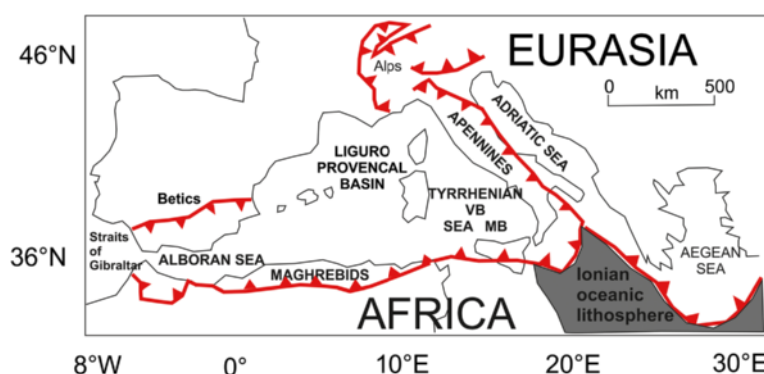 46°N
36°N
EURASIA
0 500
km
Alps
ADRIATIC SEA
APENNINES
LIGURO
PROVENCAL
BASIN
TYRRHENIAN
VB
SEA MB
Betics
Straits
of
Gibraltar
ALBORAN SEA
MAGHREBIDS
AEGEAN
SEA
Ionian
oceanic
lithosphere
AFRICA
8°W 0° 10°E 20°E 30°E